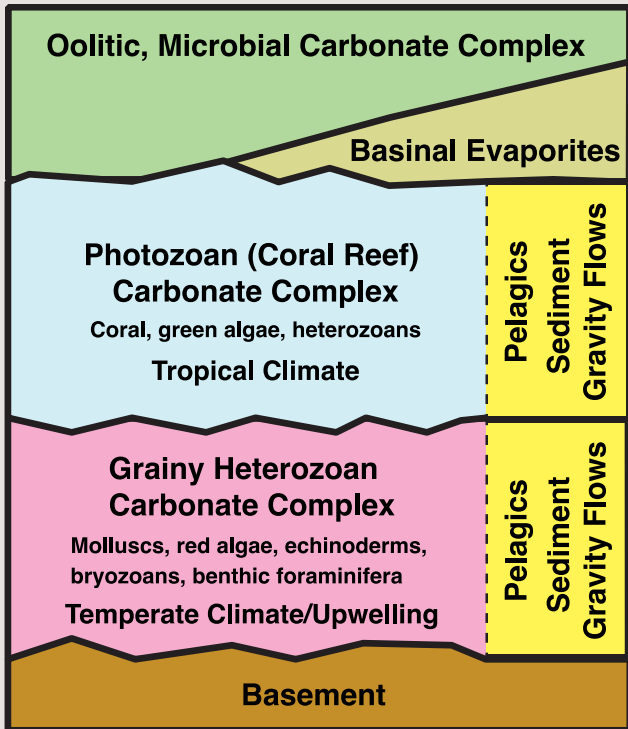 Oolitic, Microbial Carbonate Complex
Basinal Evaporites
Photozoan (Coral Reef)
Carbonate Complex
Coral, green algae, heterozoans
Tropical Climate
Pelagics
Sediment
Gravity Flows
Grainy Heterozoan
Carbonate Complex
Molluscs, red algae, echinoderms,
bryozoans, benthic foraminifera
Temperate Climate/Upwelling
Pelagics
Sediment
Gravity Flows
Basement